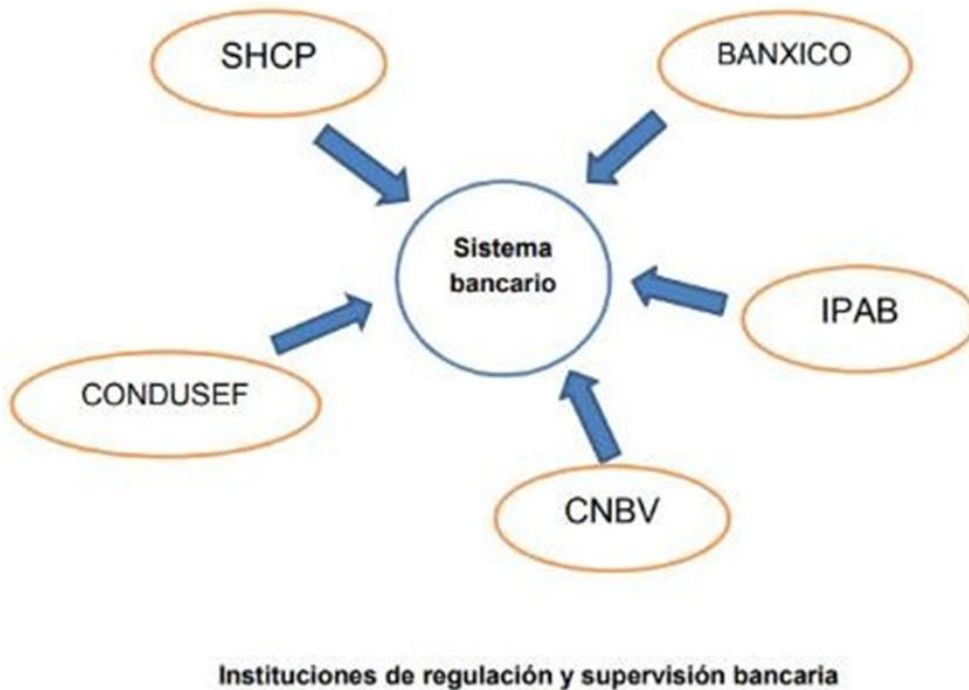 SHCP
BANXICO
Sistema
bancario
IPAB
CONDUSEF
CNBV
Instituciones de regulación y supervisión bancaria